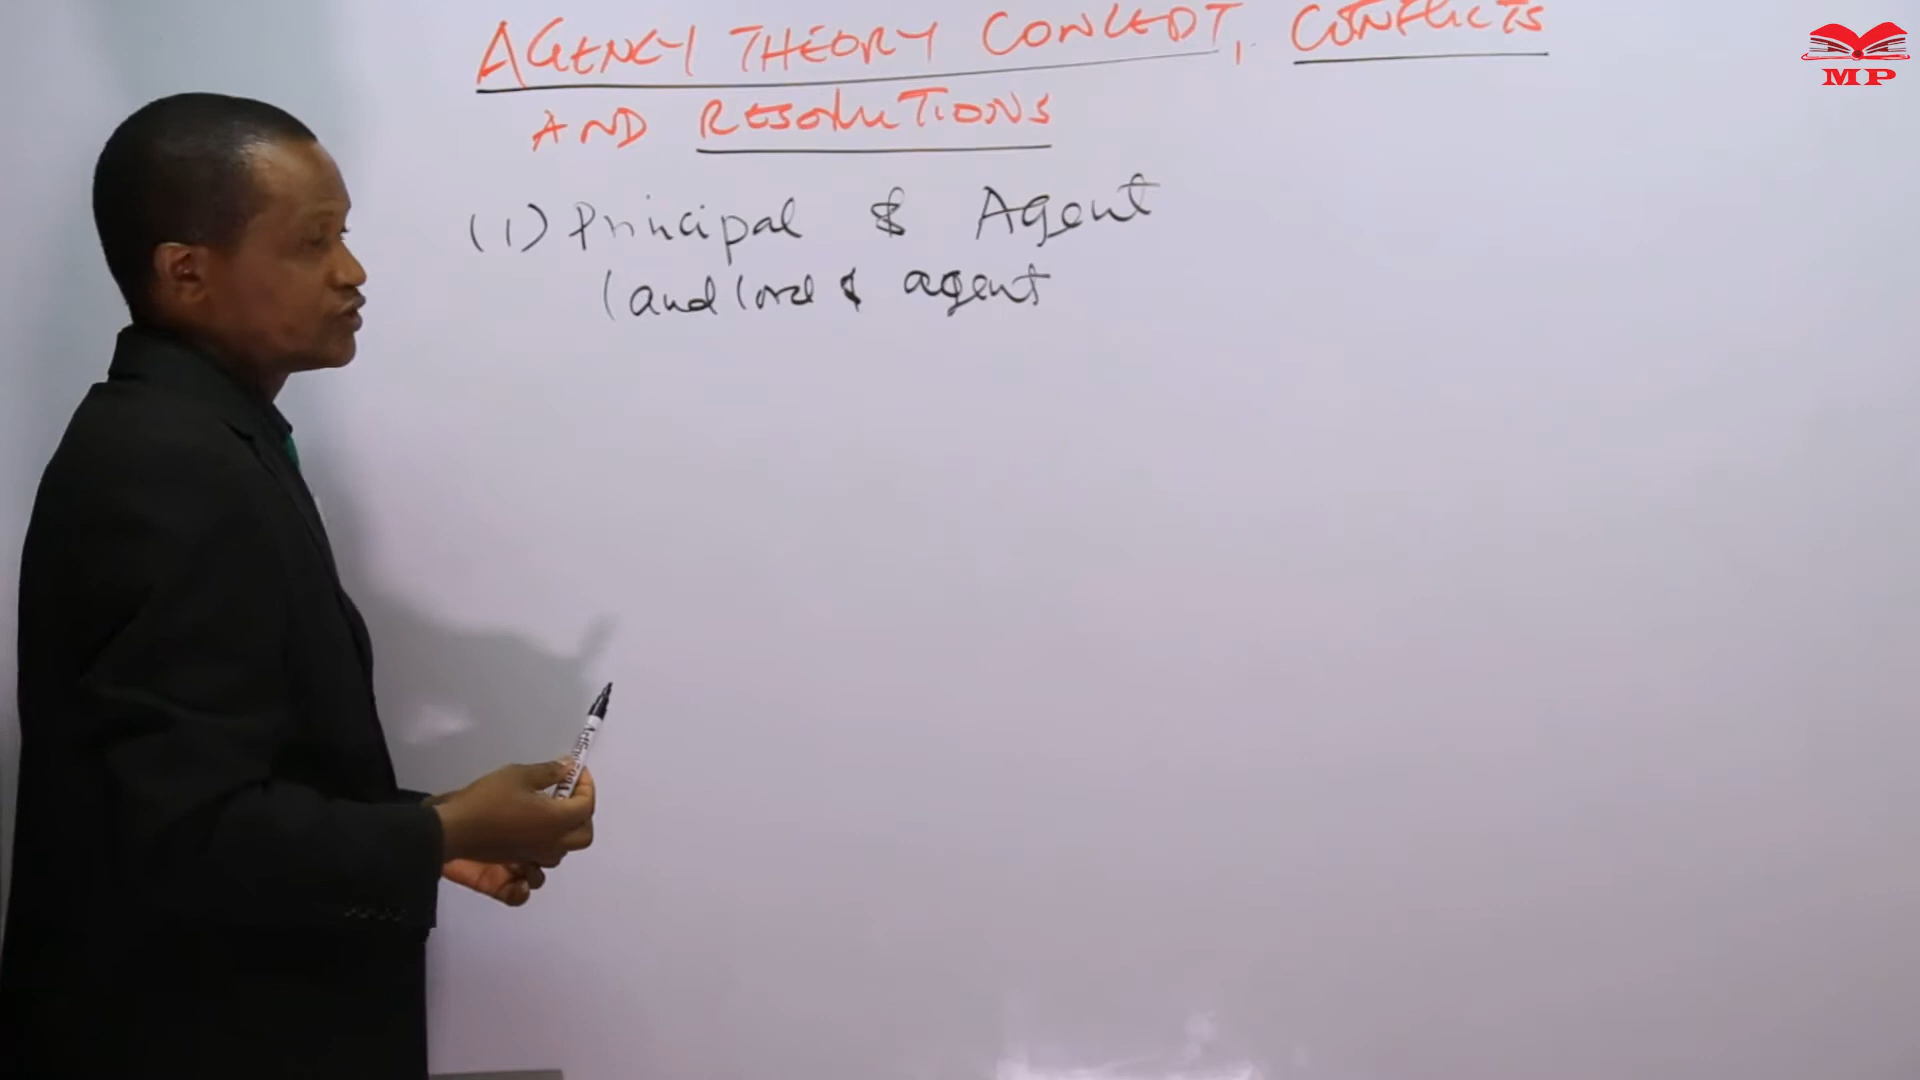 AGENCY THEORY CONCEPT, CONFLICTS
AND RESOLUTIONS
(1) Principal & Agent
landlord & agent
MP